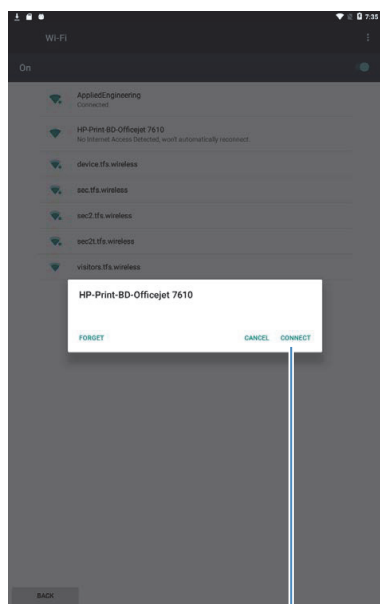 7:35
Wi-Fi
On
AppliedEngineering
Connected
HP-Print-BD-Officejet 7610
No Internet Access Detected, won't automatically reconnect.
device.tfs.wireless
sec.tfs.wireless
sec2.tfs.wireless
sec2t.tfs.wireless
visitors.tfs.wireless
HP-Print-BD-Officejet 7610
FORGET CANCEL CONNECT
BACK